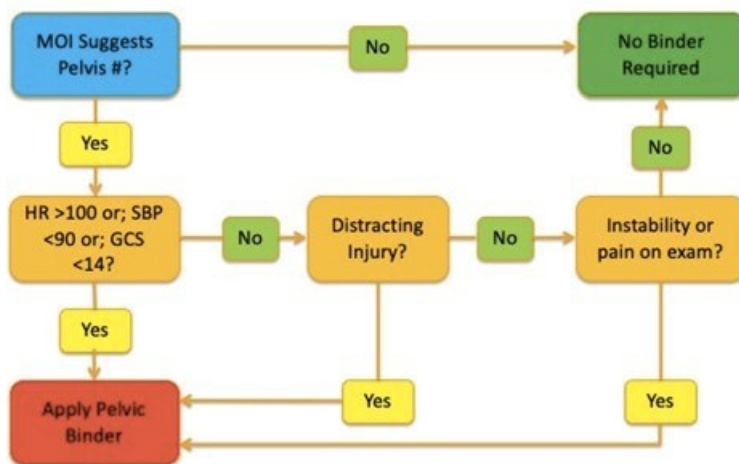 MOI Suggests
Pelvis #?
No
No Binder
Required
Yes
No
HR >100 or; SBP
<90 or; GCS
<14?
No
Distracting
Injury?
No
Instability or
pain on exam?
Yes
Yes
Yes
Apply Pelvic
Binder